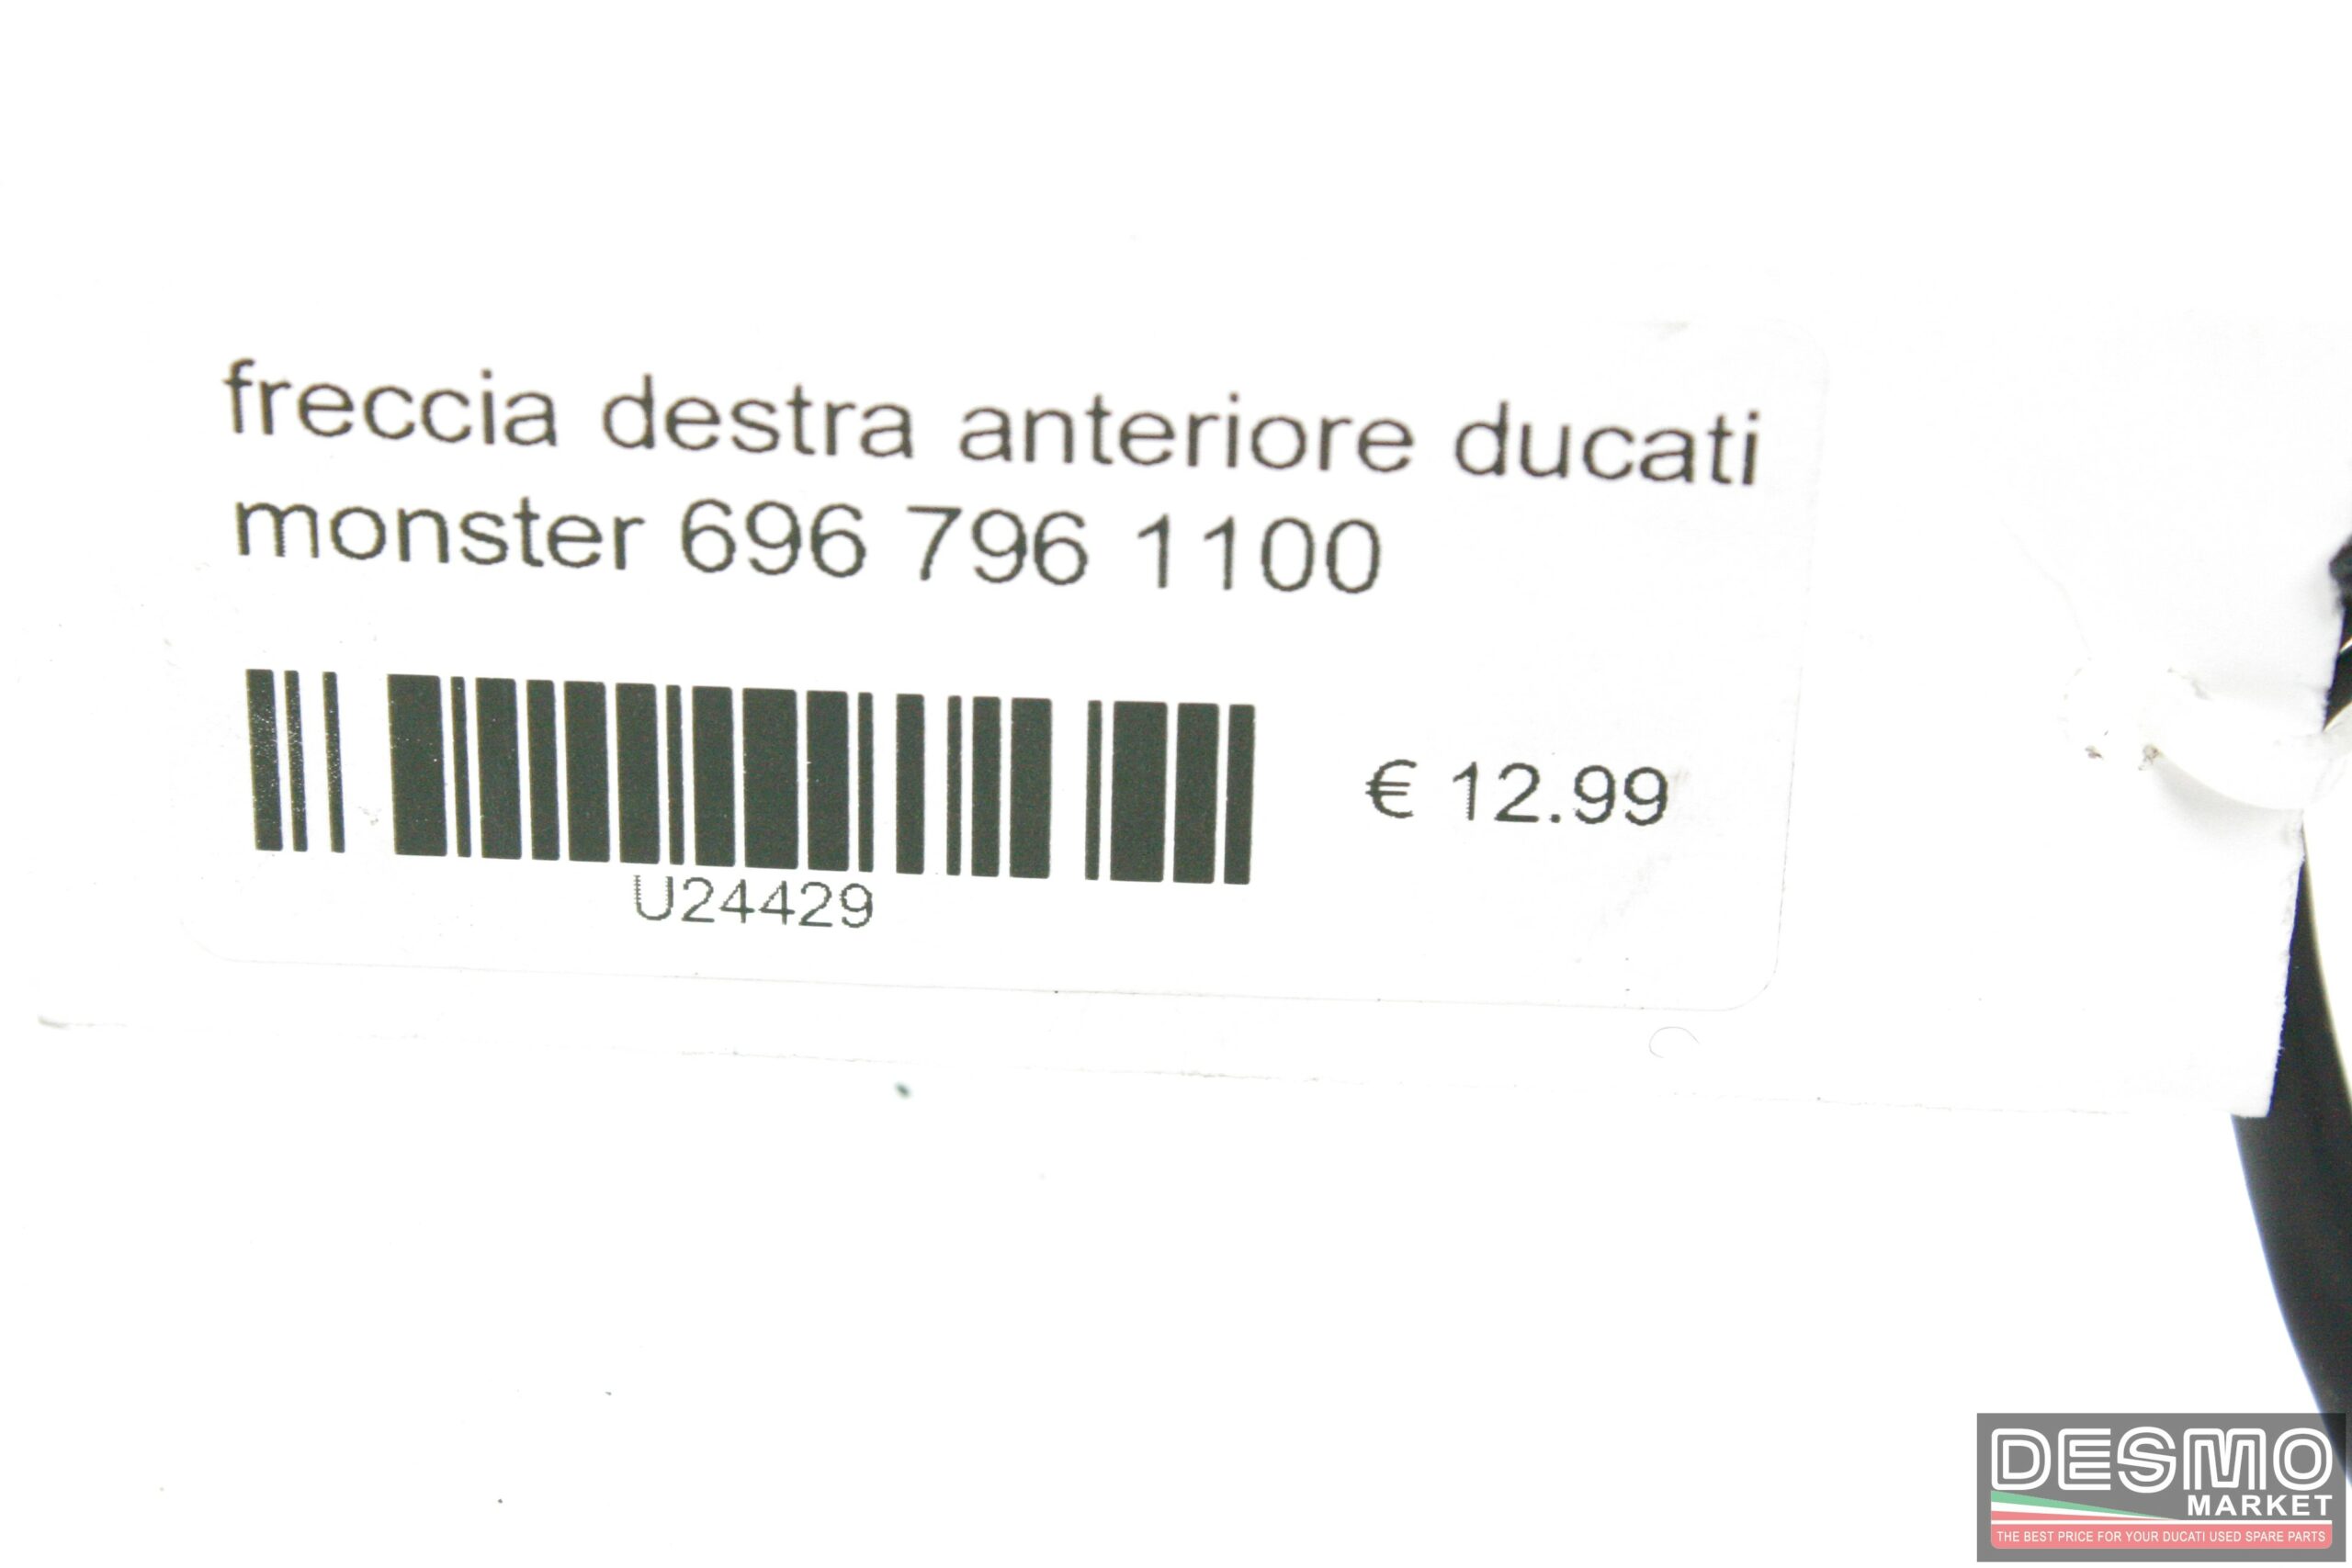 freccia destra anteriore ducati
monster 696 796 1100
€ 12.99
U24429
DESMO
MARKET
THE BEST PRICE FOR YOUR DUCATI USED SPARE PARTS